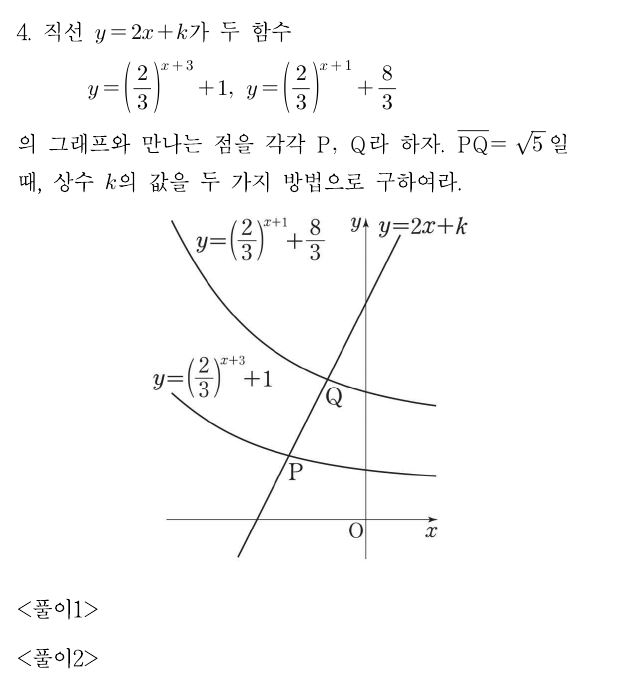 4. 직선 y=2x+k가 두 함수
y=(2/3)^{x+3}+1, y=(2/3)^{x+1}+8/3
의 그래프와 만나는 점을 각각 P, Q라 하자. \overline{PQ}=√5일
때, 상수 k의 값을 두 가지 방법으로 구하여라.
y=(2/3)^{x+1}+8/3 y y=2x+k
y=(2/3)^{x+3}+1
Q
P
O x
<풀이1>
<풀이2>